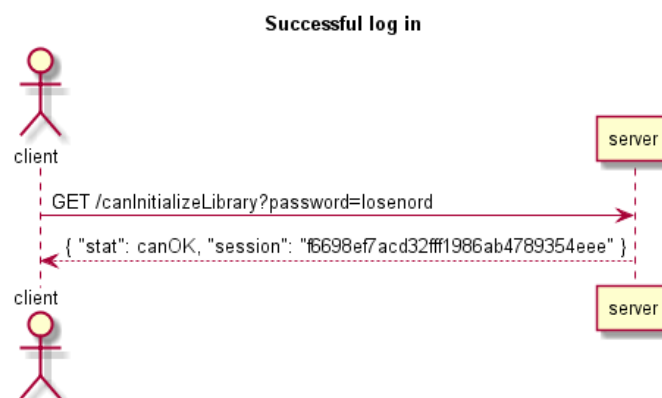 Successful log in
client
server
GET /canInitializeLibrary?password=losenord
{ "stat": canOK, "session": "f6698ef7acd32fff1986ab4789354eee" }
client
server